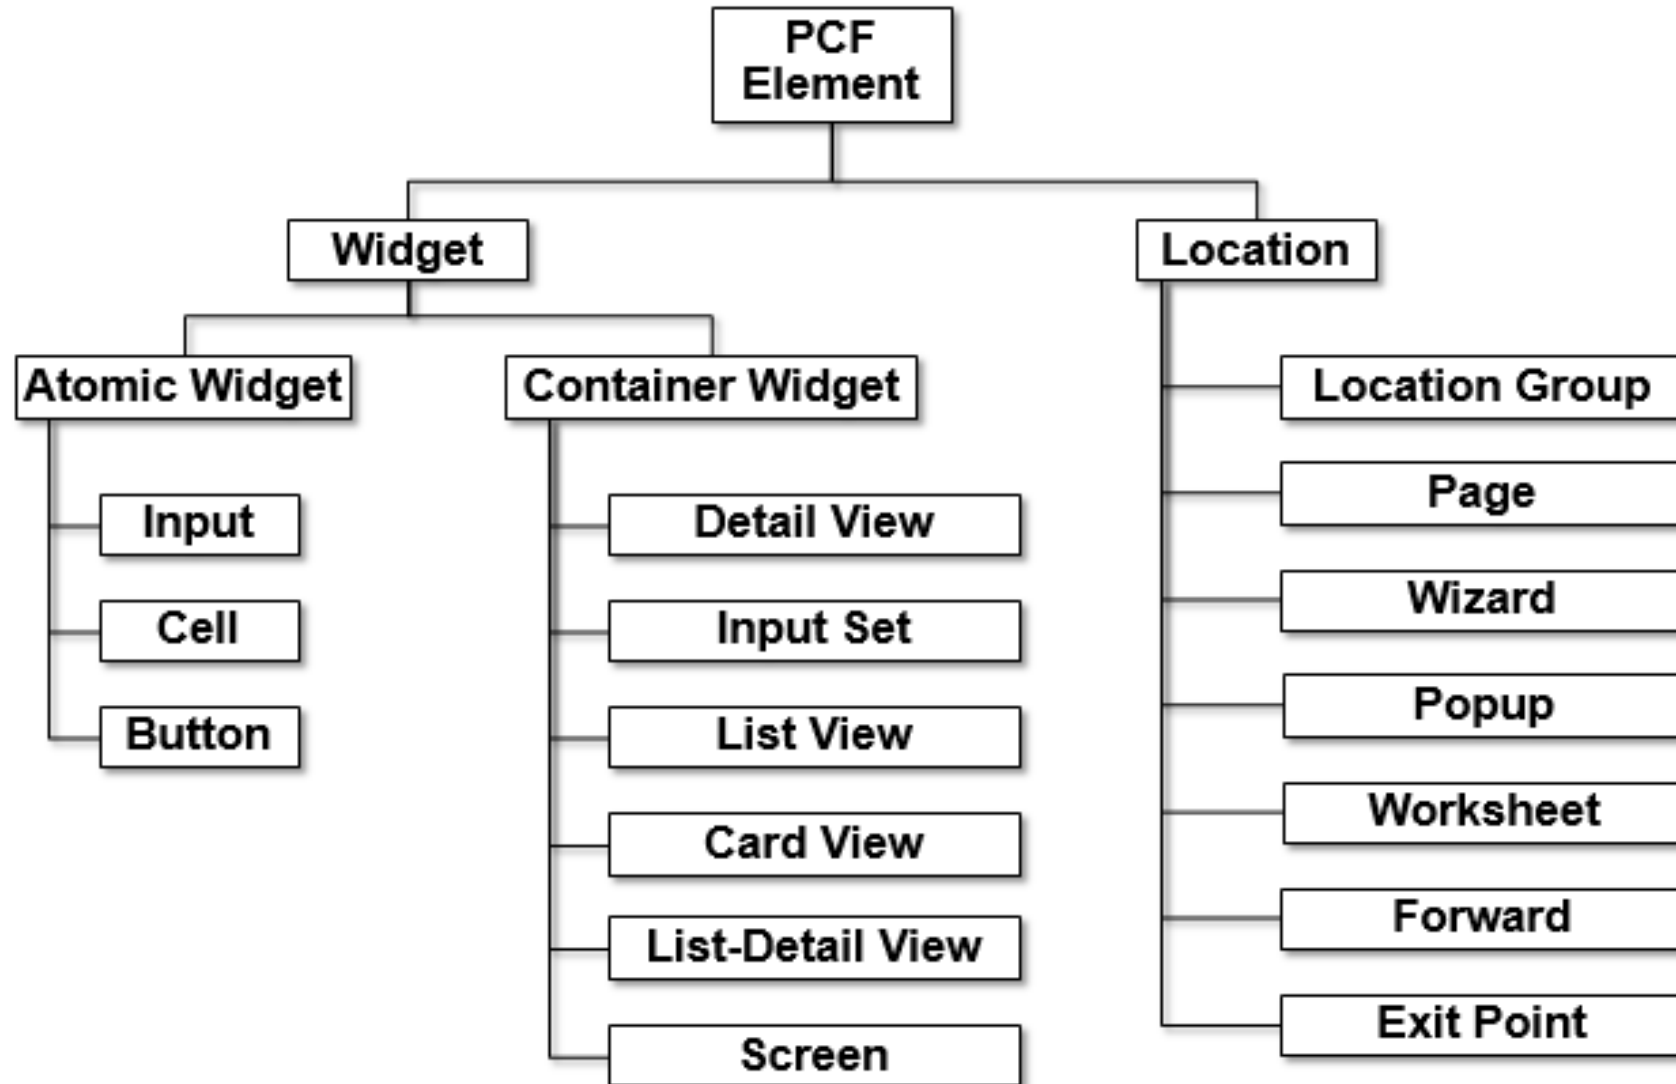 PCF
Element
Widget
Location
Atomic Widget
Container Widget
Location Group
Page
Input
Detail View
Wizard
Cell
Input Set
Popup
Button
List View
Worksheet
Card View
Forward
List-Detail View
Exit Point
Screen